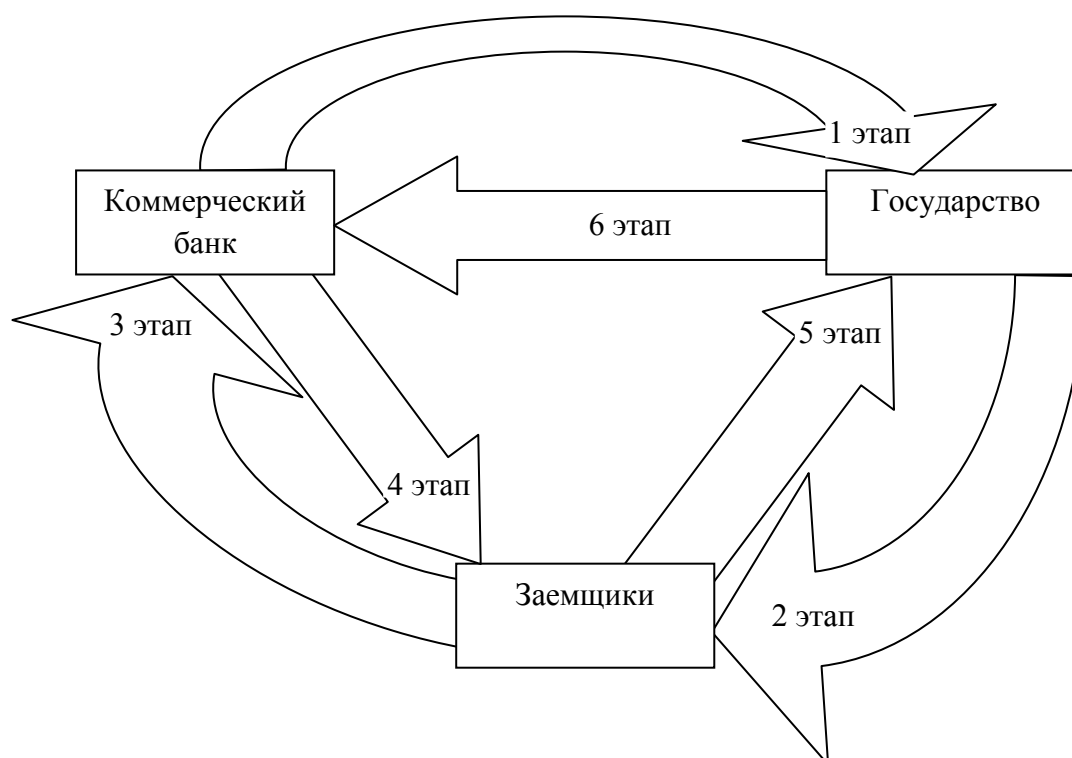 1 этап
Коммерческий
банк
Государство
6 этап
3 этап
5 этап
4 этап
Заемщики
2 этап